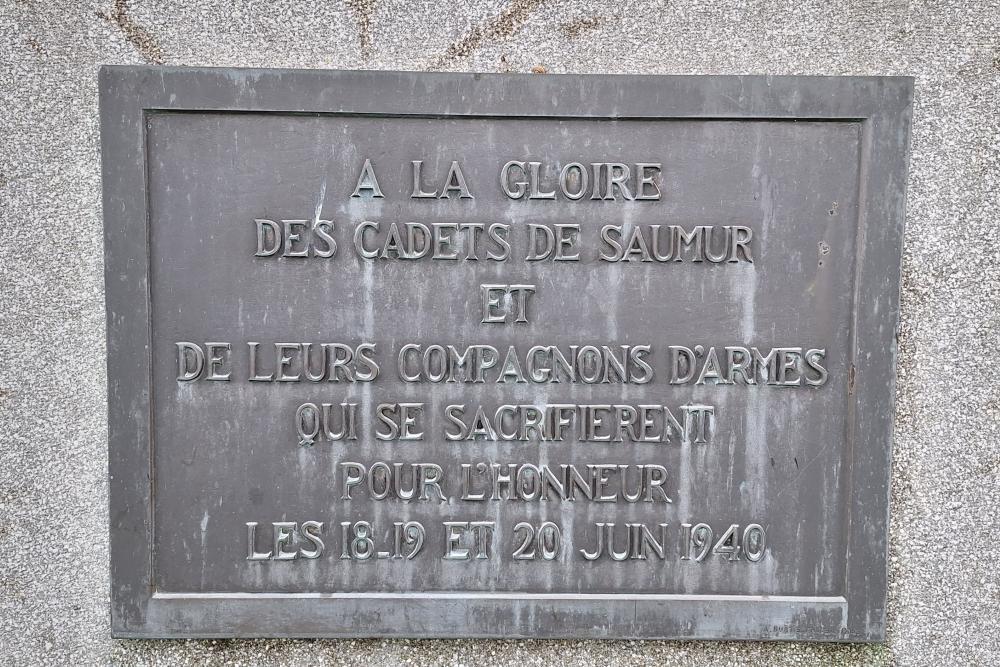 A LA GLOIRE
DES CADETS DE SAUMUR
ET
DE LEURS COMPAGNONS D'ARMES
QUI SE SACRIFIERENT
POUR L'HONNEUR
LES 18-19 ET 20 JUIN 1940